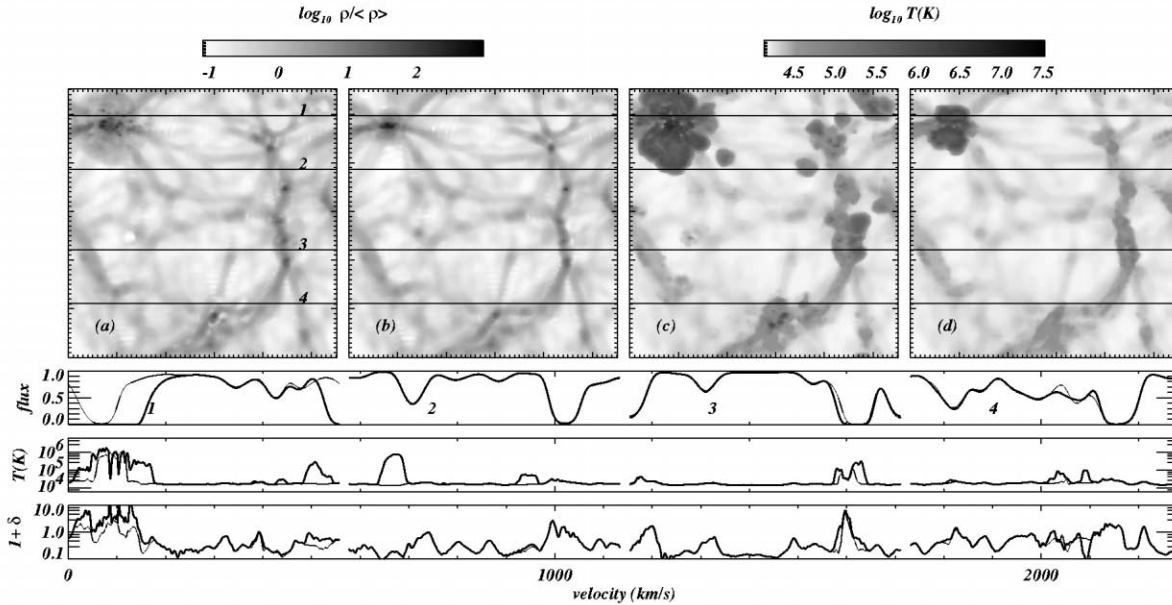 log₁₀ ρ/< ρ>
log₁₀ T(K)
-1 0 1 2
4.5 5.0 5.5 6.0 6.5 7.0 7.5
1
2
3
4
(a) (b) (c) (d)
flux
1.0
0.5
0.0
1 2 3 4
T(K)
10⁶
10⁵
10⁴
1+ δ
10.0
1.0
0.1
0 1000 2000
velocity (km/s)